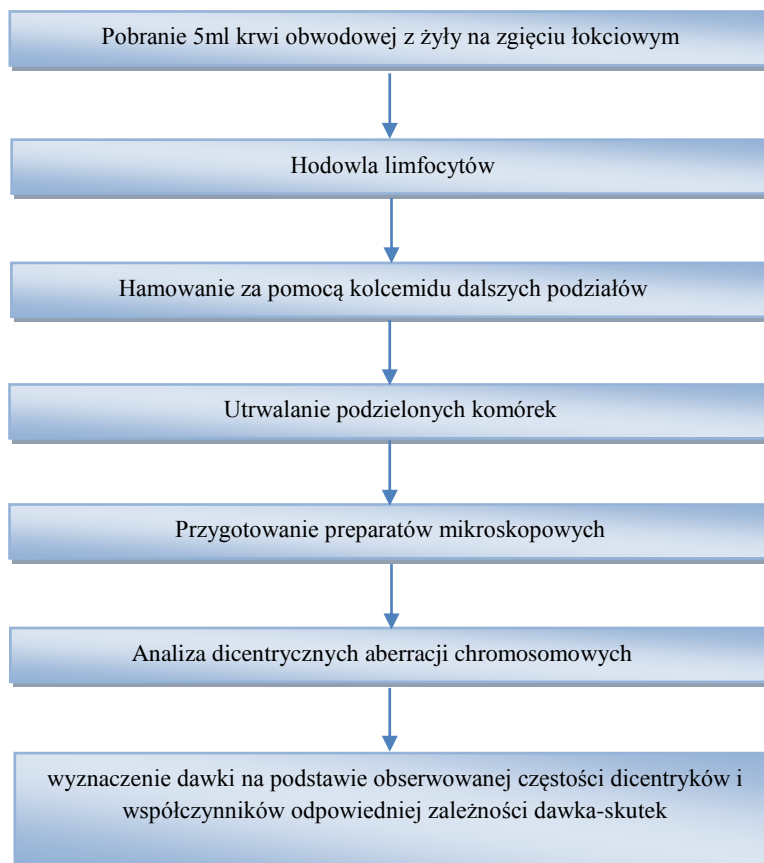 Pobranie 5ml krwi obwodowej z żyły na zgięciu łokciowym
Hodowla limfocytów
Hamowanie za pomocą kolcemidu dalszych podziałów
Utrwalanie podzielonych komórek
Przygotowanie preparatów mikroskopowych
Analiza dicentrycznych aberracji chromosomowych
wyznaczenie dawki na podstawie obserwowanej częstości dicentryków i
współczynników odpowiedniej zależności dawka-skutek